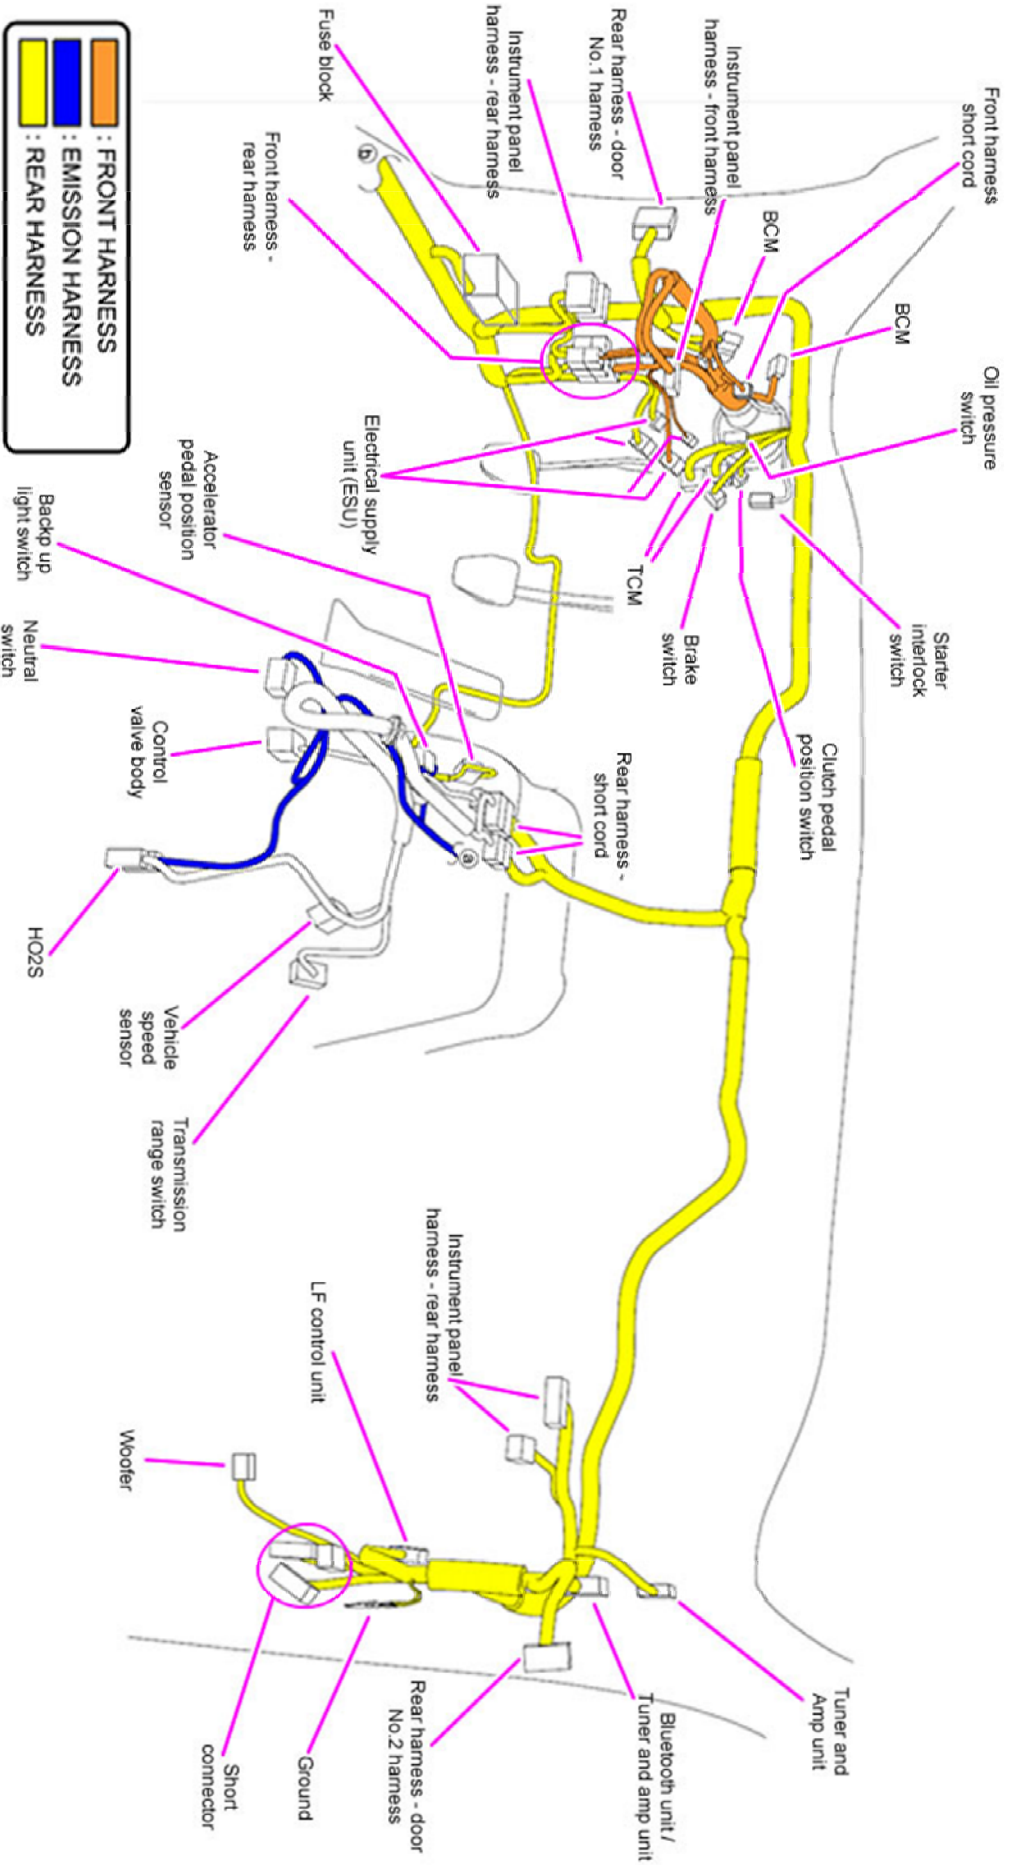 Fuse block
Instrument panel
harness - rear harness
Rear harness - door
No.1 harness
Instrument panel
harness - front harness
BCM
Front harness
short cord
BCM
Oil pressure
switch
Front harness -
rear harness
Electrical supply
unit (ESU)
Accelerator
pedal position
sensor
Backp up
light switch
Neutral
switch
Control
valve body
TCM
Brake
switch
Starter
interlock
switch
Clutch pedal
position switch
Rear harness -
short cord
b
a
HO2S
Vehicle
speed
sensor
Transmission
range switch
Instrument panel
harness - rear harness
LF control unit
Woofer
Short
connector
Ground
Rear harness - door
No.2 harness
Bluetooth unit /
Tuner and amp unit
Tuner and
Amp unit
: FRONT HARNESS
: EMISSION HARNESS
: REAR HARNESS